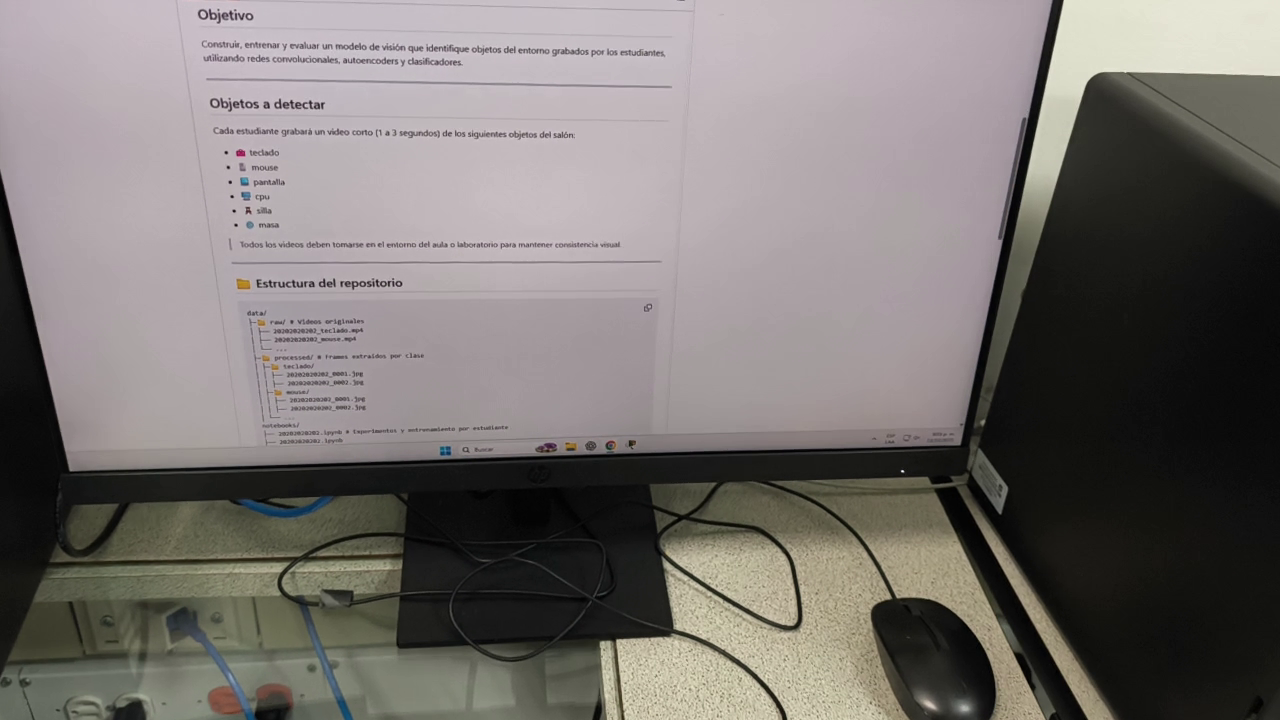 Objetivo
Construir, entrenar y evaluar un modelo de visión que identifique objetos del entorno grabados por los estudiantes,
utilizando redes convolucionales, autoencoders y clasificadores.
Objetos a detectar
Cada estudiante grabará un video corto (1 a 3 segundos) de los siguientes objetos del salón:
teclado
mouse
pantalla
cpu
silla
masa
Todos los videos deben tomarse en el entorno del aula o laboratorio para mantener consistencia visual.
Estructura del repositorio
data/
raw/ # Videos originales
20202020202_teclado.mp4
20202020202_mouse.mp4
...
processed/ # Frames extraídos por clase
teclado/
20202020202_0001.jpg
20202020202_0002.jpg
mouse/
20202020202_0001.jpg
20202020202_0002.jpg
...
notebooks/
20202020202.ipynb # Experimentos y entrenamiento por estudiante
20202020202.ipynb
Buscar
ESP
hp